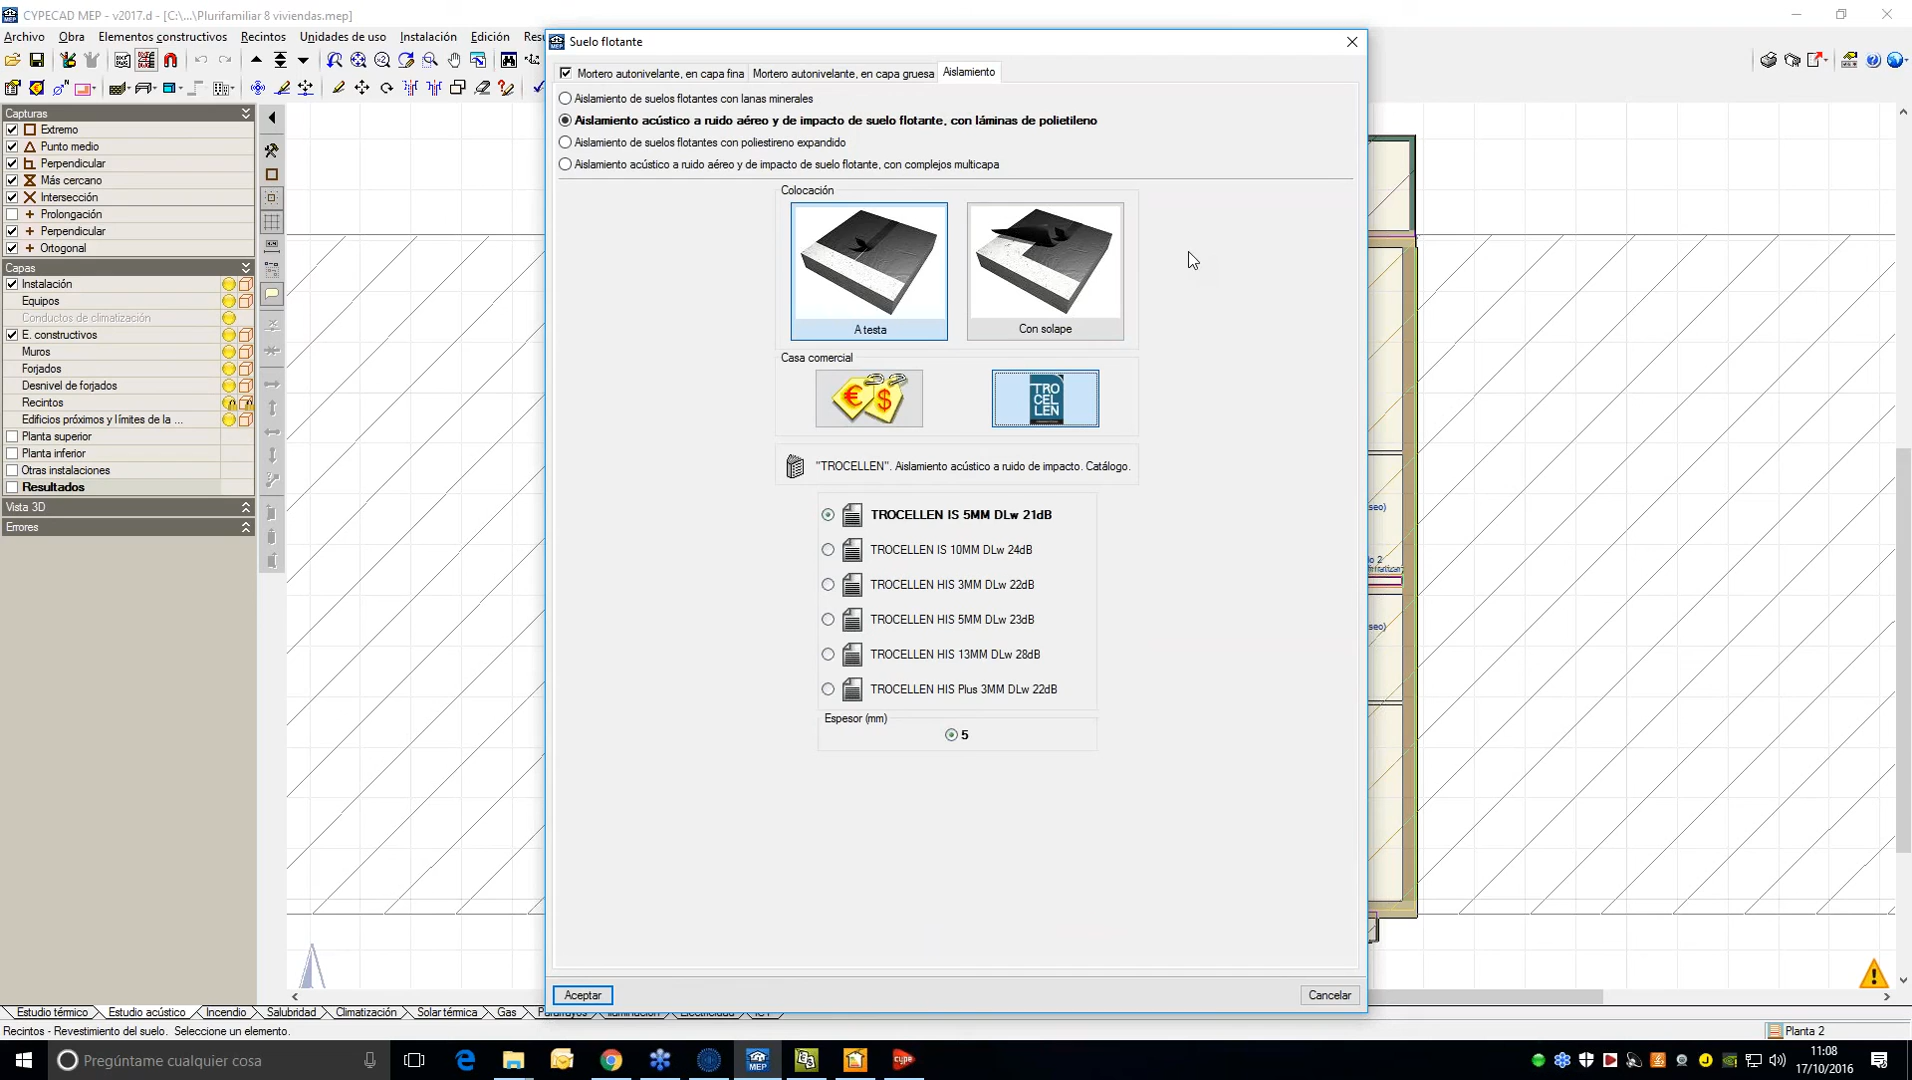 CYPECAD MEP - v2017.d - [C:\...\Plurifamiliar 8 viviendas.mep]
Archivo Obra Elementos constructivos Recintos Unidades de uso Instalación Edición
Capturas
Extremo
Punto medio
Perpendicular
Más cercano
Intersección
Prolongación
Perpendicular
Ortogonal
Capas
Instalación
Equipos
Conductos de climatización
E. constructivos
Muros
Forjados
Desnivel de forjados
Recintos
Edificios próximos y límites de la ...
Planta superior
Planta inferior
Otras instalaciones
Resultados
Vista 3D
Errores
Suelo flotante
Mortero autonivelante, en capa fina Mortero autonivelante, en capa gruesa Aislamiento
Aislamiento de suelos flotantes con lanas minerales
Aislamiento acústico a ruido aéreo y de impacto de suelo flotante, con láminas de polietileno
Aislamiento de suelos flotantes con poliestireno expandido
Aislamiento acústico a ruido aéreo y de impacto de suelo flotante, con complejos multicapa
Colocación
A testa Con solape
Casa comercial
€ $ TRO
CEL
LEN
"TROCELLEN". Aislamiento acústico a ruido de impacto. Catálogo.
TROCELLEN IS 5MM DLw 21dB
TROCELLEN IS 10MM DLw 24dB
TROCELLEN HIS 3MM DLw 22dB
TROCELLEN HIS 5MM DLw 23dB
TROCELLEN HIS 13MM DLw 28dB
TROCELLEN HIS Plus 3MM DLw 22dB
Espesor (mm)
5
Aceptar Cancelar
Estudio térmico Estudio acústico Incendio Salubridad Climatización Solar térmica Gas
Recintos - Revestimiento del suelo. Seleccione un elemento. Planta 2
Pregúntame cualquier cosa
MEP
cype
11:08
17/10/2016